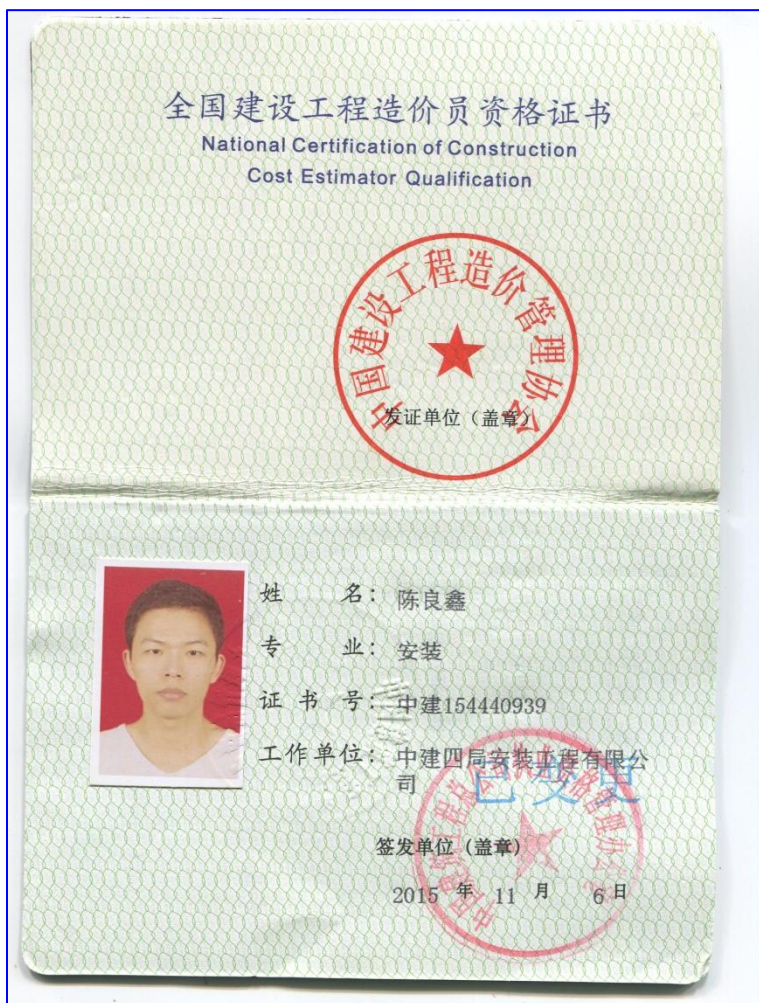 全国建设工程造价员资格证书
National Certification of Construction
Cost Estimator Qualification
中国建设工程造价管理协会
发证单位（盖章）
姓 名：陈良鑫
专 业：安装
证 书 号：中建154440939
工作单位：中建四局安装工程有限公
司
已变更
签发单位（盖章）
2015 年 11 月 6 日